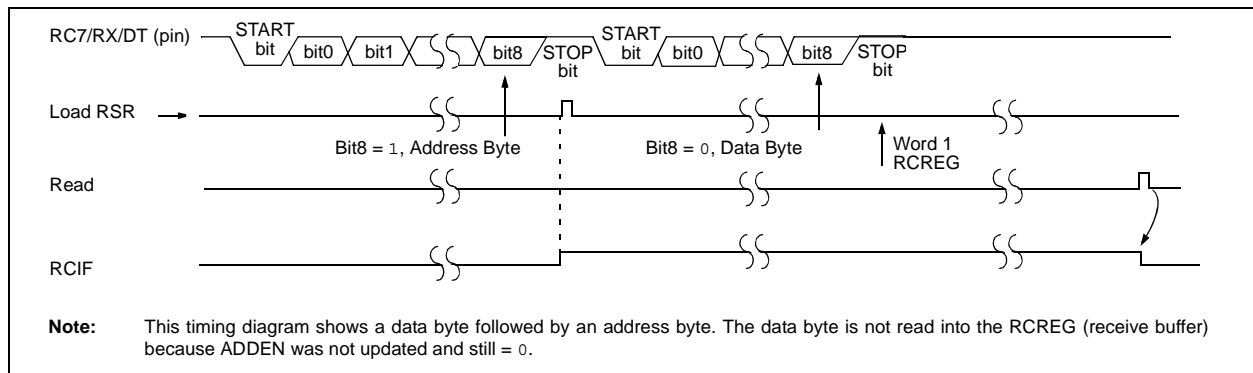 RC7/RX/DT (pin)
START
bit
bit0
bit1
bit8
STOP
bit
START
bit
bit0
bit8
STOP
bit
Load RSR
Bit8 = 1, Address Byte
Bit8 = 0, Data Byte
Word 1
RCREG
Read
RCIF
Note: This timing diagram shows a data byte followed by an address byte. The data byte is not read into the RCREG (receive buffer)
because ADDEN was not updated and still = 0.